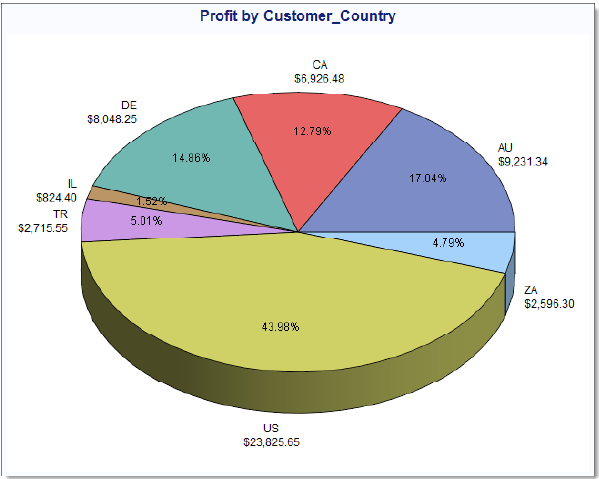 Profit by Customer_Country
CA
$6,926.48
DE
$8,048.25
12.79%
AU
$9,231.34
14.86%
17.04%
IL
$824.40
1.52%
TR
$2,715.55
5.01%
4.79%
ZA
$2,596.30
43.98%
US
$23,825.65